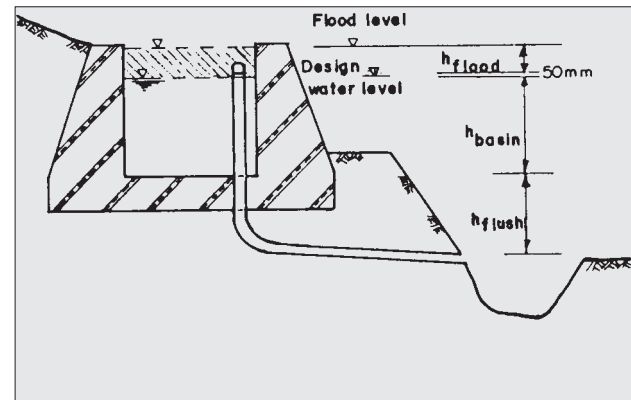 Flood level
h flood
50mm
Design
water level
h basin
h flush